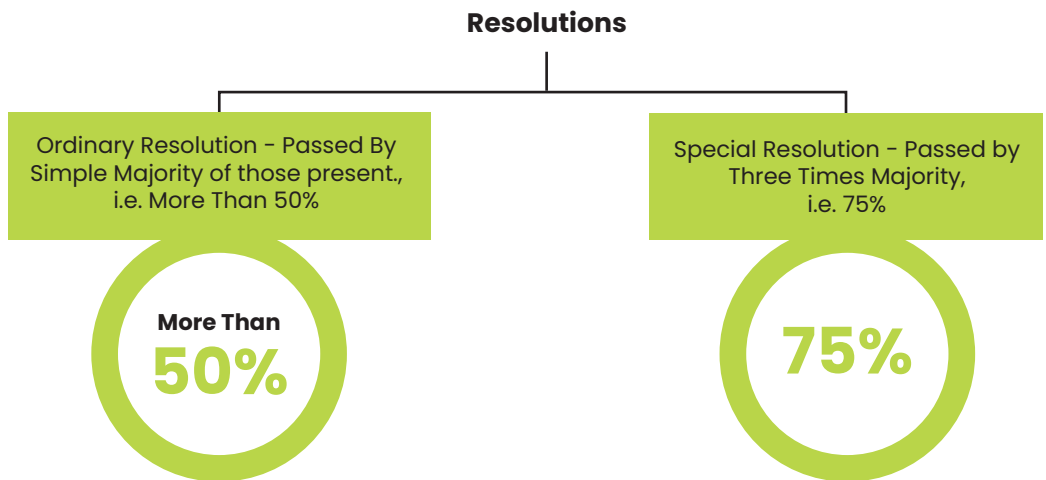 Resolutions
Ordinary Resolution - Passed By
Simple Majority of those present.,
i.e. More Than 50%
Special Resolution - Passed by
Three Times Majority,
i.e. 75%
More Than
50%
75%